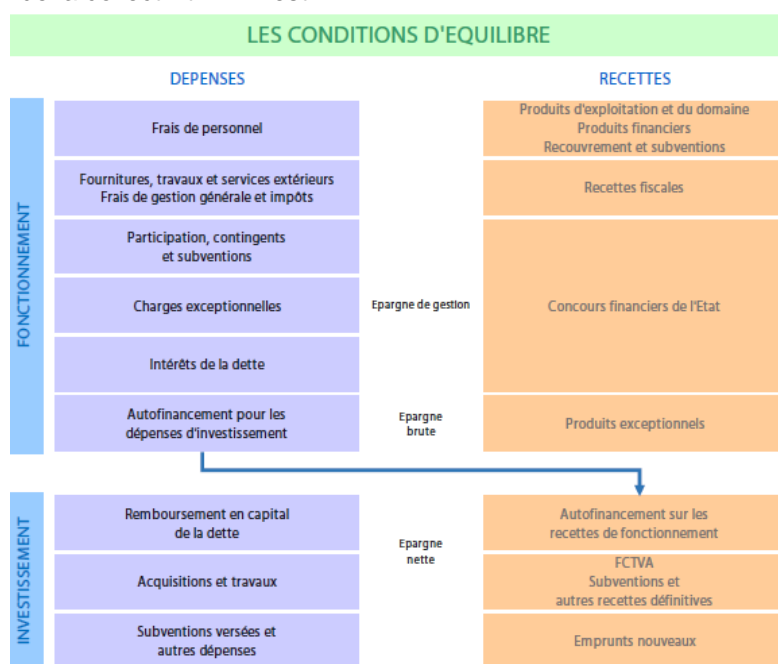 LES CONDITIONS D'EQUILIBRE
DEPENSES
RECETTES
FONCTIONNEMENT
Frais de personnel
Produits d'exploitation et du domaine
Produits financiers
Recouvrement et subventions
Fournitures, travaux et services extérieurs
Frais de gestion générale et impôts
Recettes fiscales
Participation, contingents
et subventions
Charges exceptionnelles
Epargne de gestion
Concours financiers de l'Etat
Intérêts de la dette
Autofinancement pour les
dépenses d'investissement
Epargne
brute
Produits exceptionnels
INVESTISSEMENT
Remboursement en capital
de la dette
Epargne
nette
Autofinancement sur les
recettes de fonctionnement
Acquisitions et travaux
FCTVA
Subventions et
autres recettes définitives
Subventions versées et
autres dépenses
Emprunts nouveaux